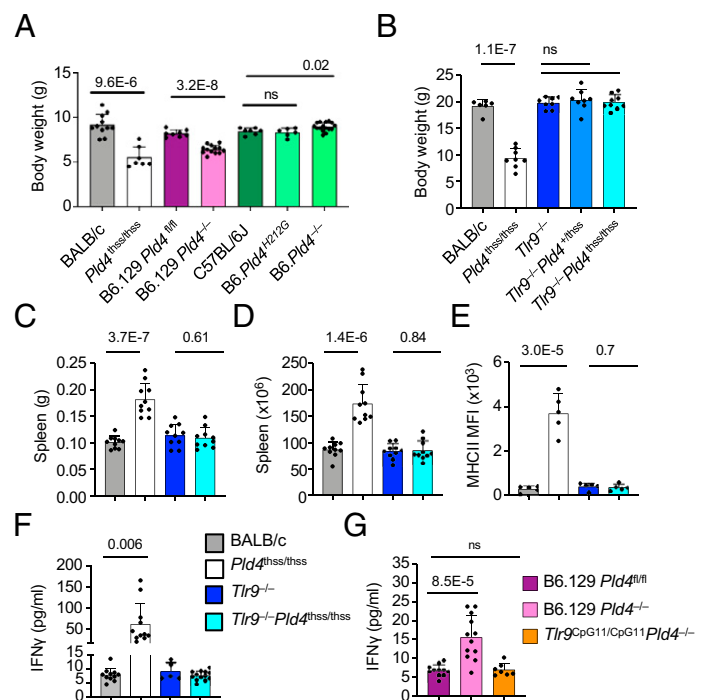 A
9.6E-6
3.2E-8
0.02
ns
Body weight (g)
15
10
5
0
BALB/c
Pld4thss/thss
B6.129 Pld4fl/fl
B6.129 Pld4–/–
C57BL/6J
B6.Pld4H212G
B6.Pld4–/–
B
1.1E-7
ns
Body weight (g)
25
20
15
10
5
0
BALB/c
Pld4thss/thss
Tlr9–/–
Tlr9–/–Pld4+/thss
Tlr9–/–Pld4thss/thss
C
3.7E-7
0.61
Spleen (g)
0.25
0.20
0.15
0.10
0.05
0.00
D
1.4E-6
0.84
Spleen (x10⁶)
250
200
150
100
50
0
E
3.0E-5
0.7
MHCII MFI (x10³)
6
4
2
0
F
0.006
IFNγ (pg/ml)
200
150
100
50
15
10
5
0
BALB/c
Pld4thss/thss
Tlr9–/–
Tlr9–/–Pld4thss/thss
G
ns
8.5E-5
IFNγ (pg/ml)
35
30
25
20
15
10
5
0
B6.129 Pld4fl/fl
B6.129 Pld4–/–
Tlr9CpG11/CpG11Pld4–/–